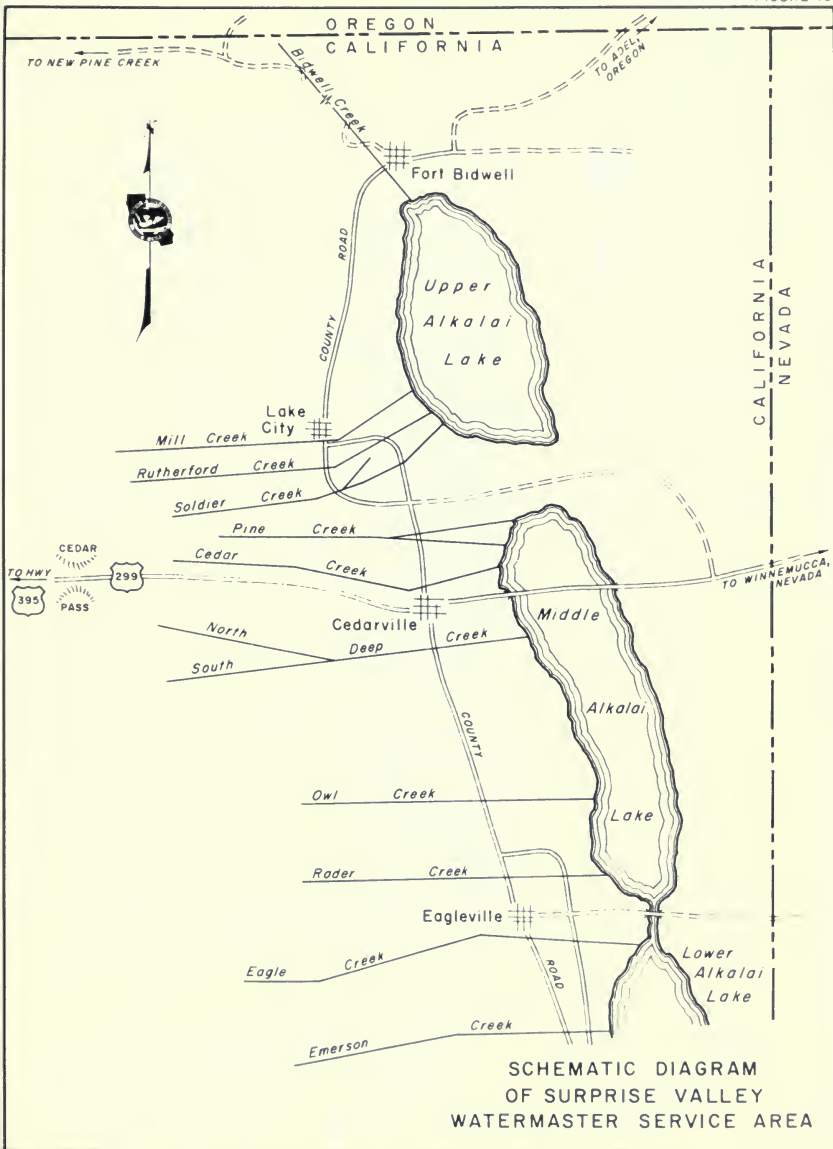 OREGON
CALIFORNIA
TO NEW PINE CREEK
TO ADEL,
OREGON
Bidwell Creek
Fort Bidwell
COUNTY ROAD
Upper
Alkalai
Lake
CALIFORNIA
NEVADA
Lake
City
Mill Creek
Rutherford Creek
Soldier Creek
Pine Creek
Cedar Creek
CEDAR
PASS
TO HWY
395
299
TO WINNEMUCCA,
NEVADA
Cedarville
Middle
Alkalai
Lake
North
South
Deep Creek
COUNTY
ROAD
Owl Creek
Rader Creek
Eagleville
Eagle Creek
Lower
Alkalai
Lake
Emerson Creek
SCHEMATIC DIAGRAM
OF SURPRISE VALLEY
WATERMASTER SERVICE AREA